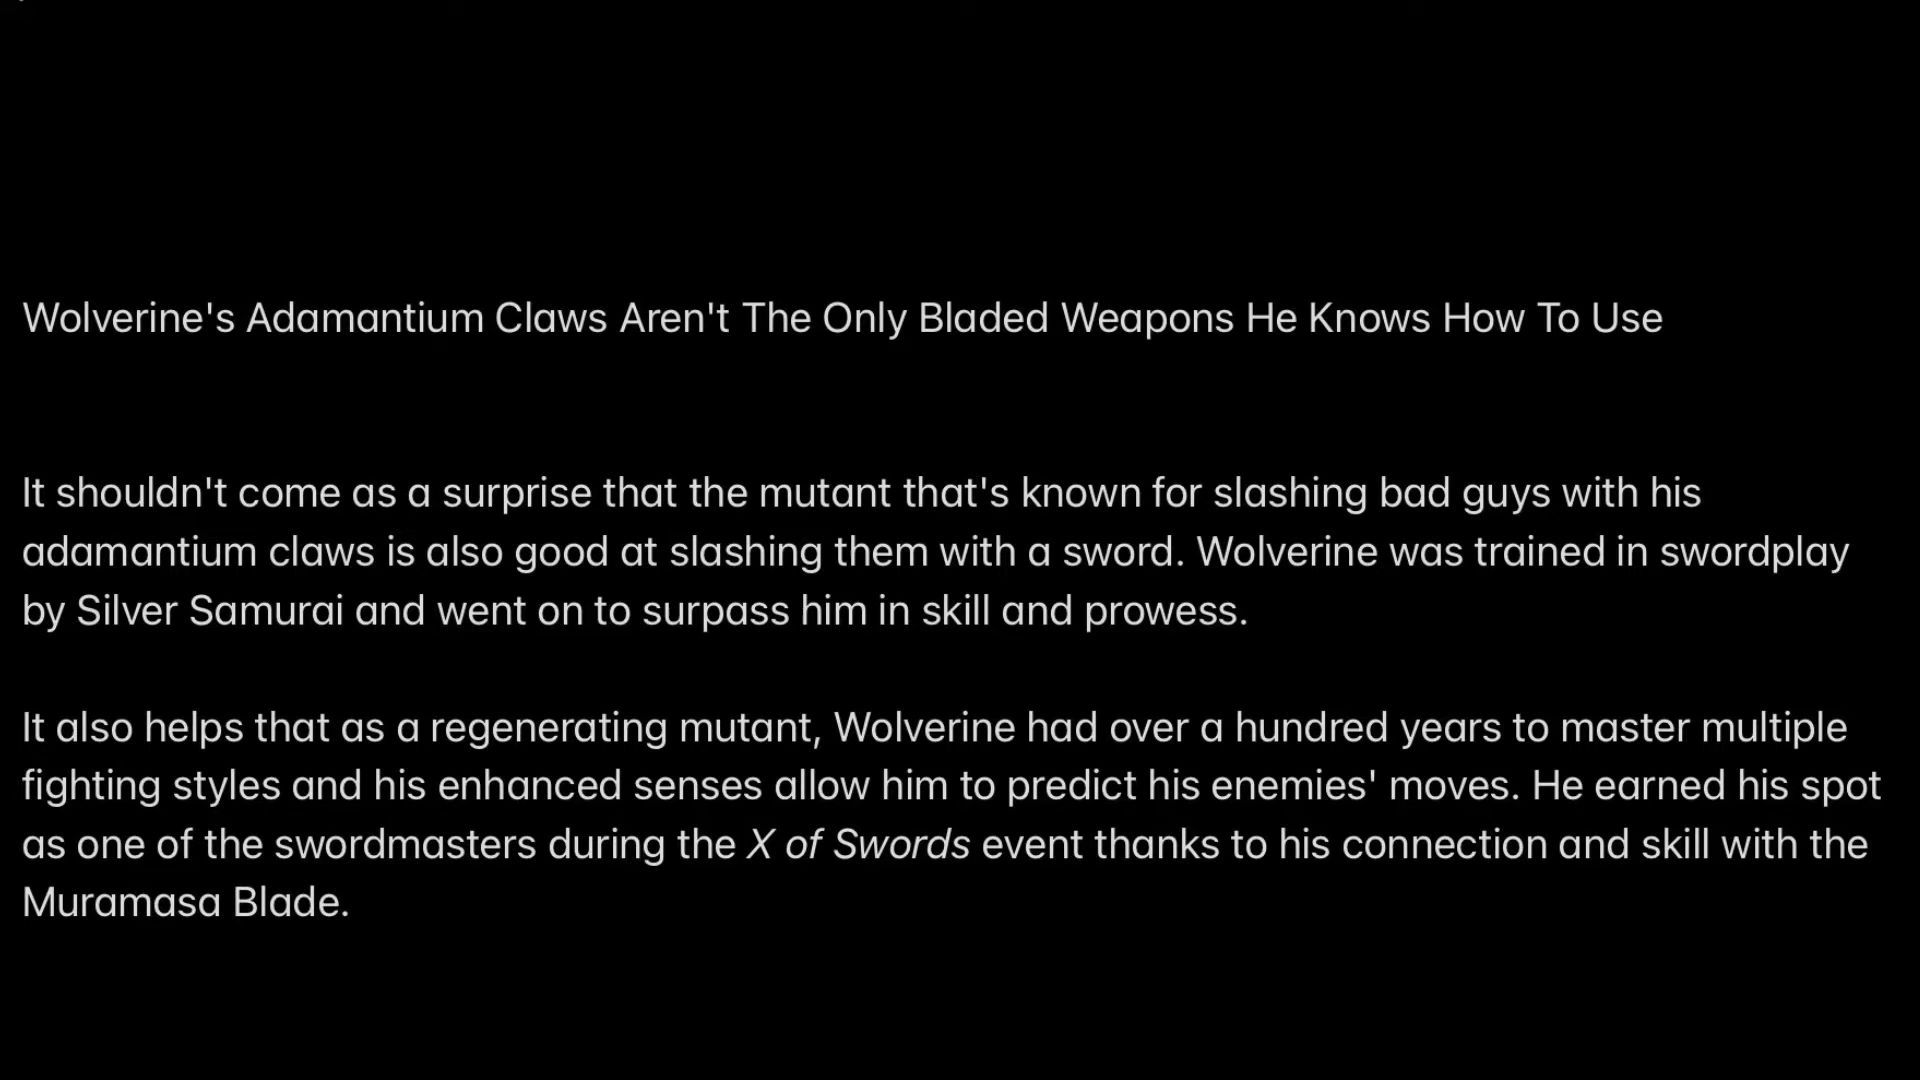 Wolverine's Adamantium Claws Aren't The Only Bladed Weapons He Knows How To Use
It shouldn't come as a surprise that the mutant that's known for slashing bad guys with his
adamantium claws is also good at slashing them with a sword. Wolverine was trained in swordplay
by Silver Samurai and went on to surpass him in skill and prowess.
It also helps that as a regenerating mutant, Wolverine had over a hundred years to master multiple
fighting styles and his enhanced senses allow him to predict his enemies' moves. He earned his spot
as one of the swordmasters during the X of Swords event thanks to his connection and skill with the
Muramasa Blade.